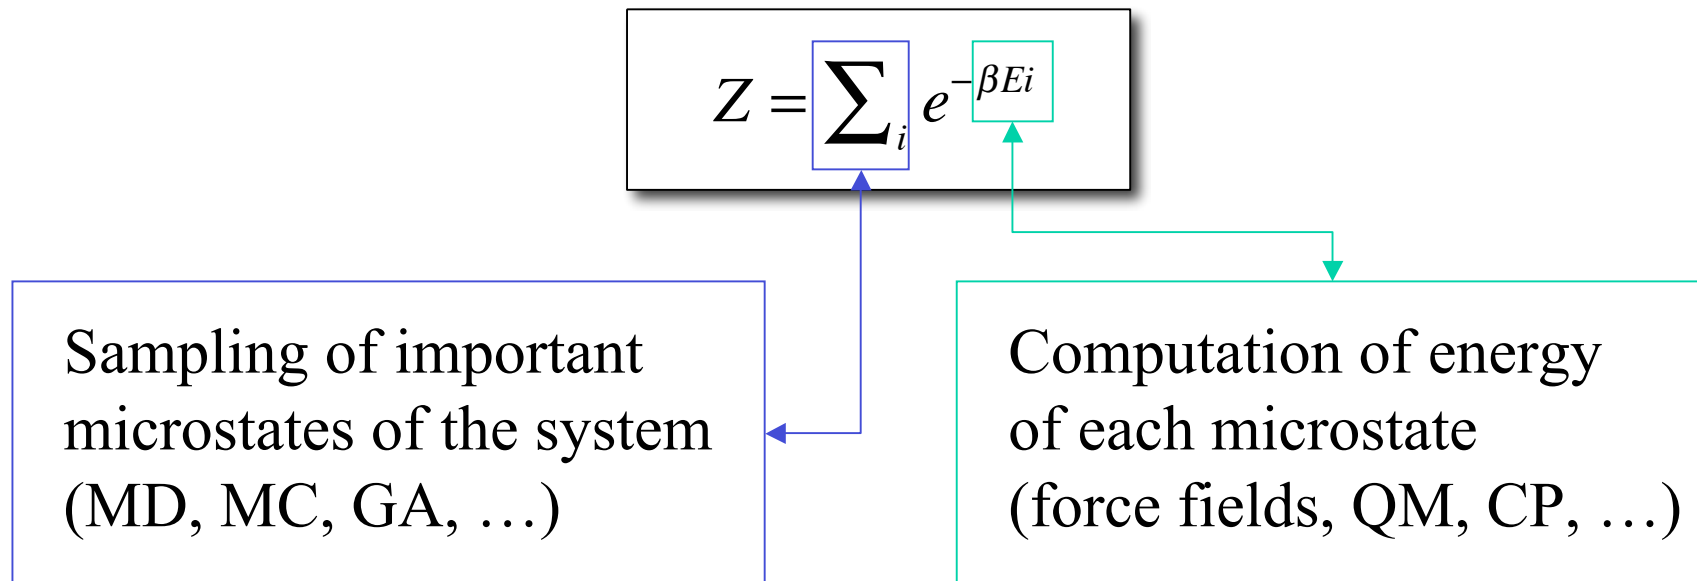 Z = ∑ᵢ e^{-βEi}
Sampling of important
microstates of the system
(MD, MC, GA, …)
Computation of energy
of each microstate
(force fields, QM, CP, …)